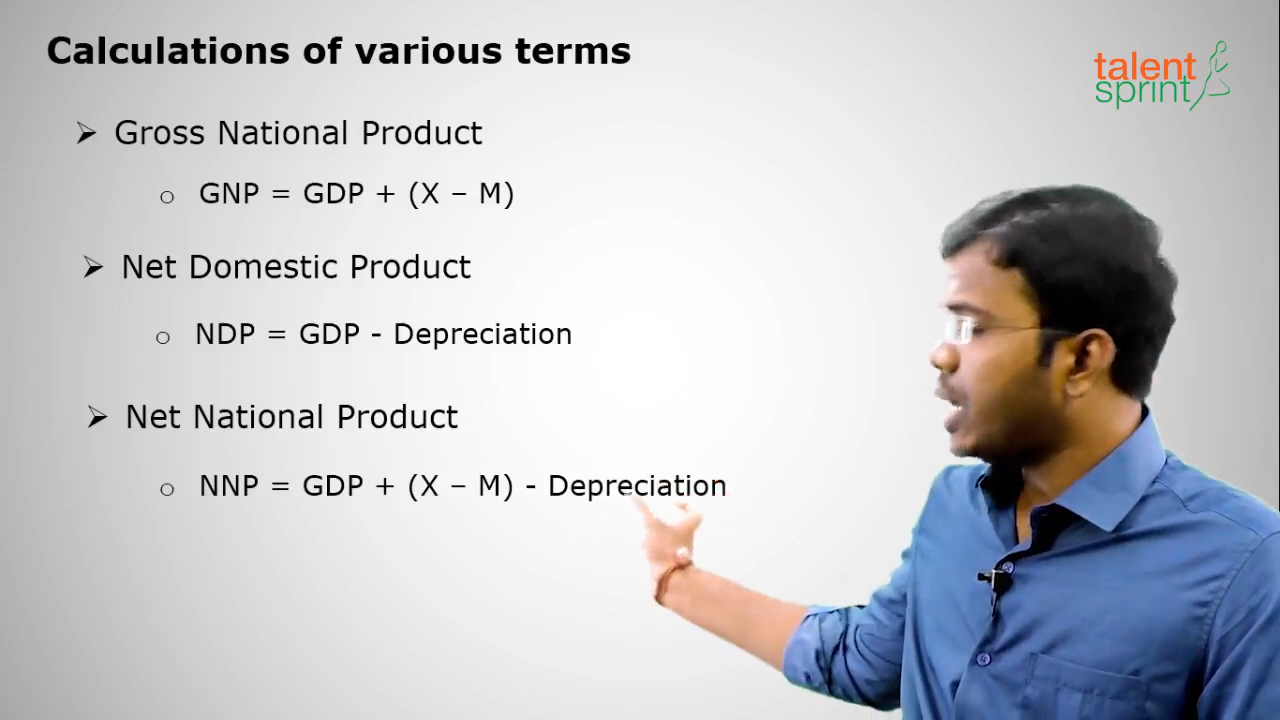 Calculations of various terms
talent
sprint
➢ Gross National Product
o GNP = GDP + (X – M)
➢ Net Domestic Product
o NDP = GDP - Depreciation
➢ Net National Product
o NNP = GDP + (X – M) - Depreciation